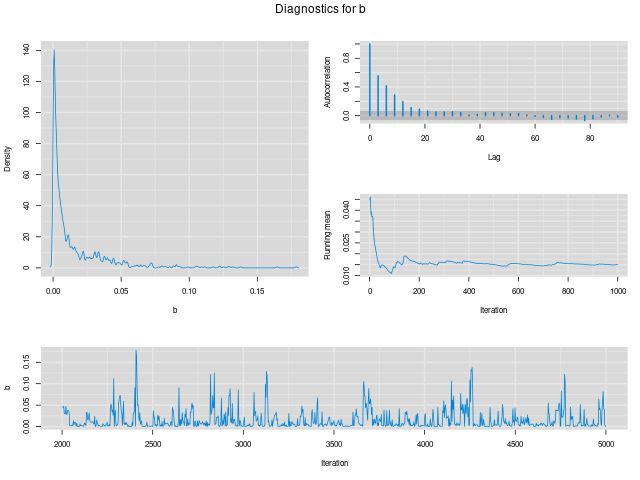 Diagnostics for b
Density
0 20 40 60 80 100 120 140
0.00 0.05 0.10 0.15
b
Autocorrelation
0.0 0.4 0.8
0 20 40 60 80
Lag
Running mean
0.010 0.025 0.040
0 200 400 600 800 1000
Iteration
b
0.00 0.05 0.10 0.15
2000 2500 3000 3500 4000 4500 5000
Iteration